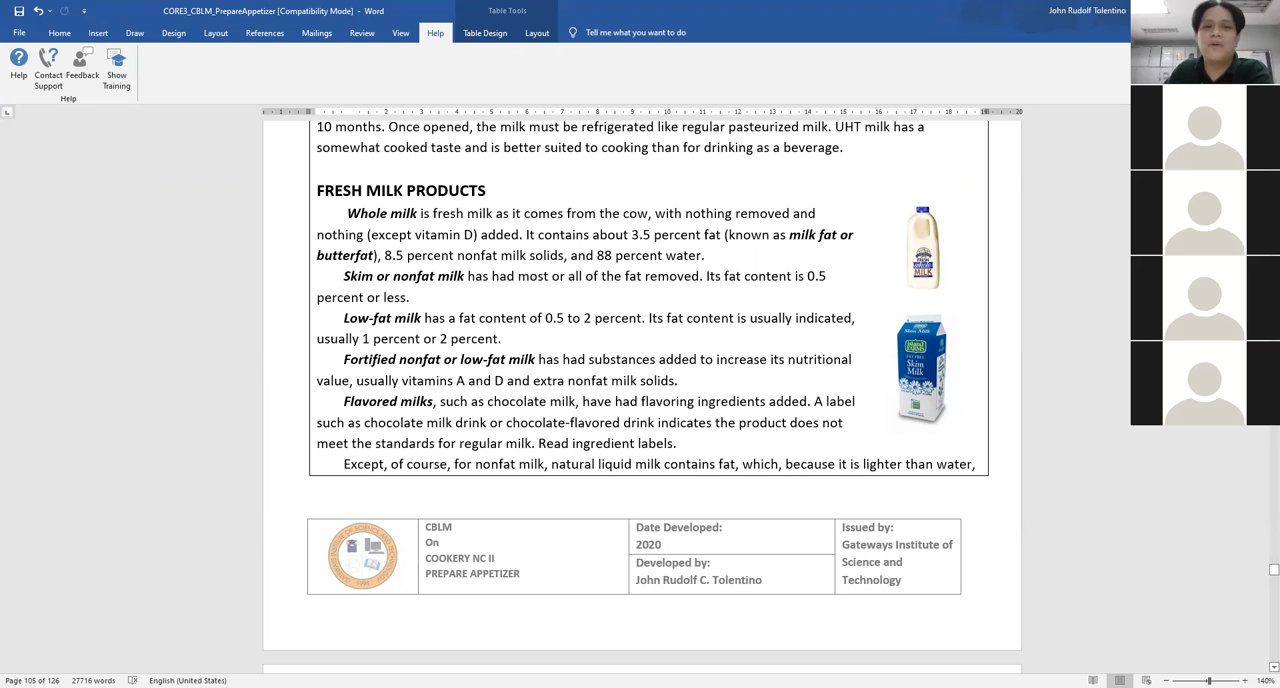 CORE3_CBLM_PrepareAppetizer [Compatibility Mode] - Word
Table Tools
John Rudolf Tolentino
File Home Insert Draw Design Layout References Mailings Review View Help Table Design Layout Tell me what you want to do
Help Contact Support Feedback Show Training
Help
10 months. Once opened, the milk must be refrigerated like regular pasteurized milk. UHT milk has a
somewhat cooked taste and is better suited to cooking than for drinking as a beverage.
FRESH MILK PRODUCTS
Whole milk is fresh milk as it comes from the cow, with nothing removed and
nothing (except vitamin D) added. It contains about 3.5 percent fat (known as milk fat or
butterfat), 8.5 percent nonfat milk solids, and 88 percent water.
Skim or nonfat milk has had most or all of the fat removed. Its fat content is 0.5
percent or less.
Low-fat milk has a fat content of 0.5 to 2 percent. Its fat content is usually indicated,
usually 1 percent or 2 percent.
Fortified nonfat or low-fat milk has had substances added to increase its nutritional
value, usually vitamins A and D and extra nonfat milk solids.
Flavored milks, such as chocolate milk, have had flavoring ingredients added. A label
such as chocolate milk drink or chocolate-flavored drink indicates the product does not
meet the standards for regular milk. Read ingredient labels.
Except, of course, for nonfat milk, natural liquid milk contains fat, which, because it is lighter than water,
MILK
Island
FARMS
Skim
Milk
CBLM
On
COOKERY NC II
PREPARE APPETIZER
Date Developed:
2020
Developed by:
John Rudolf C. Tolentino
Issued by:
Gateways Institute of
Science and
Technology
Page 105 of 126 27716 words English (United States) 140%